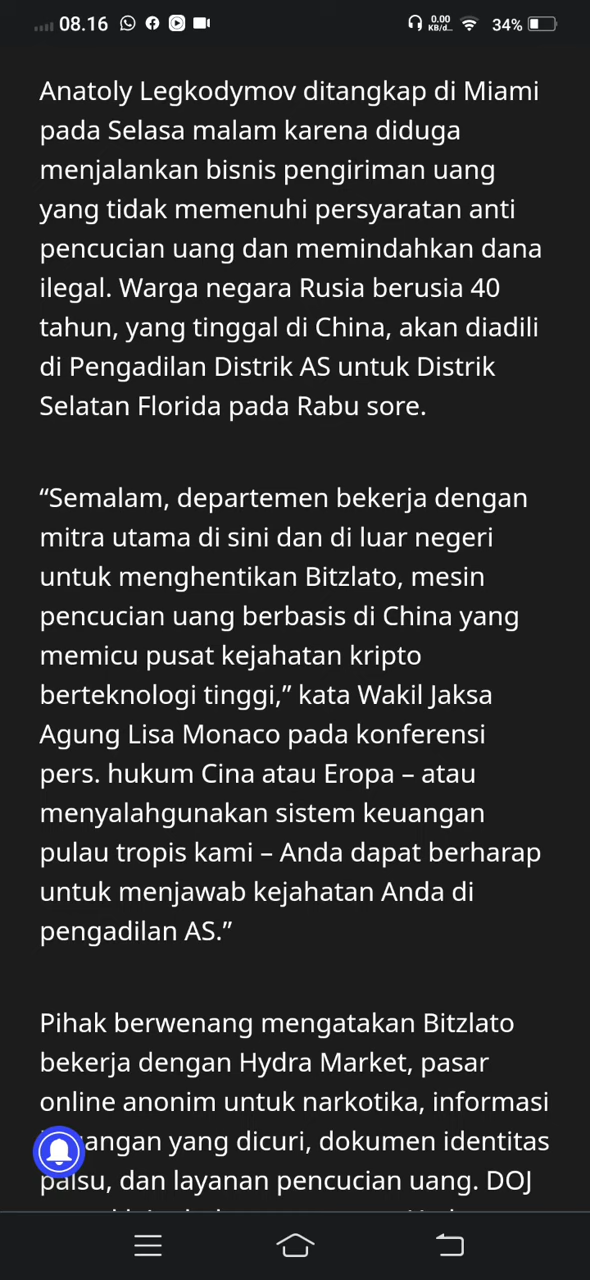 08.16
0.00
KB/d...
34%
Anatoly Legkodymov ditangkap di Miami
pada Selasa malam karena diduga
menjalankan bisnis pengiriman uang
yang tidak memenuhi persyaratan anti
pencucian uang dan memindahkan dana
ilegal. Warga negara Rusia berusia 40
tahun, yang tinggal di China, akan diadili
di Pengadilan Distrik AS untuk Distrik
Selatan Florida pada Rabu sore.
“Semalam, departemen bekerja dengan
mitra utama di sini dan di luar negeri
untuk menghentikan Bitzlato, mesin
pencucian uang berbasis di China yang
memicu pusat kejahatan kripto
berteknologi tinggi,” kata Wakil Jaksa
Agung Lisa Monaco pada konferensi
pers. hukum Cina atau Eropa – atau
menyalahgunakan sistem keuangan
pulau tropis kami – Anda dapat berharap
untuk menjawab kejahatan Anda di
pengadilan AS.”
Pihak berwenang mengatakan Bitzlato
bekerja dengan Hydra Market, pasar
online anonim untuk narkotika, informasi
yang dicuri, dokumen identitas
palsu, dan layanan pencucian uang. DOJ